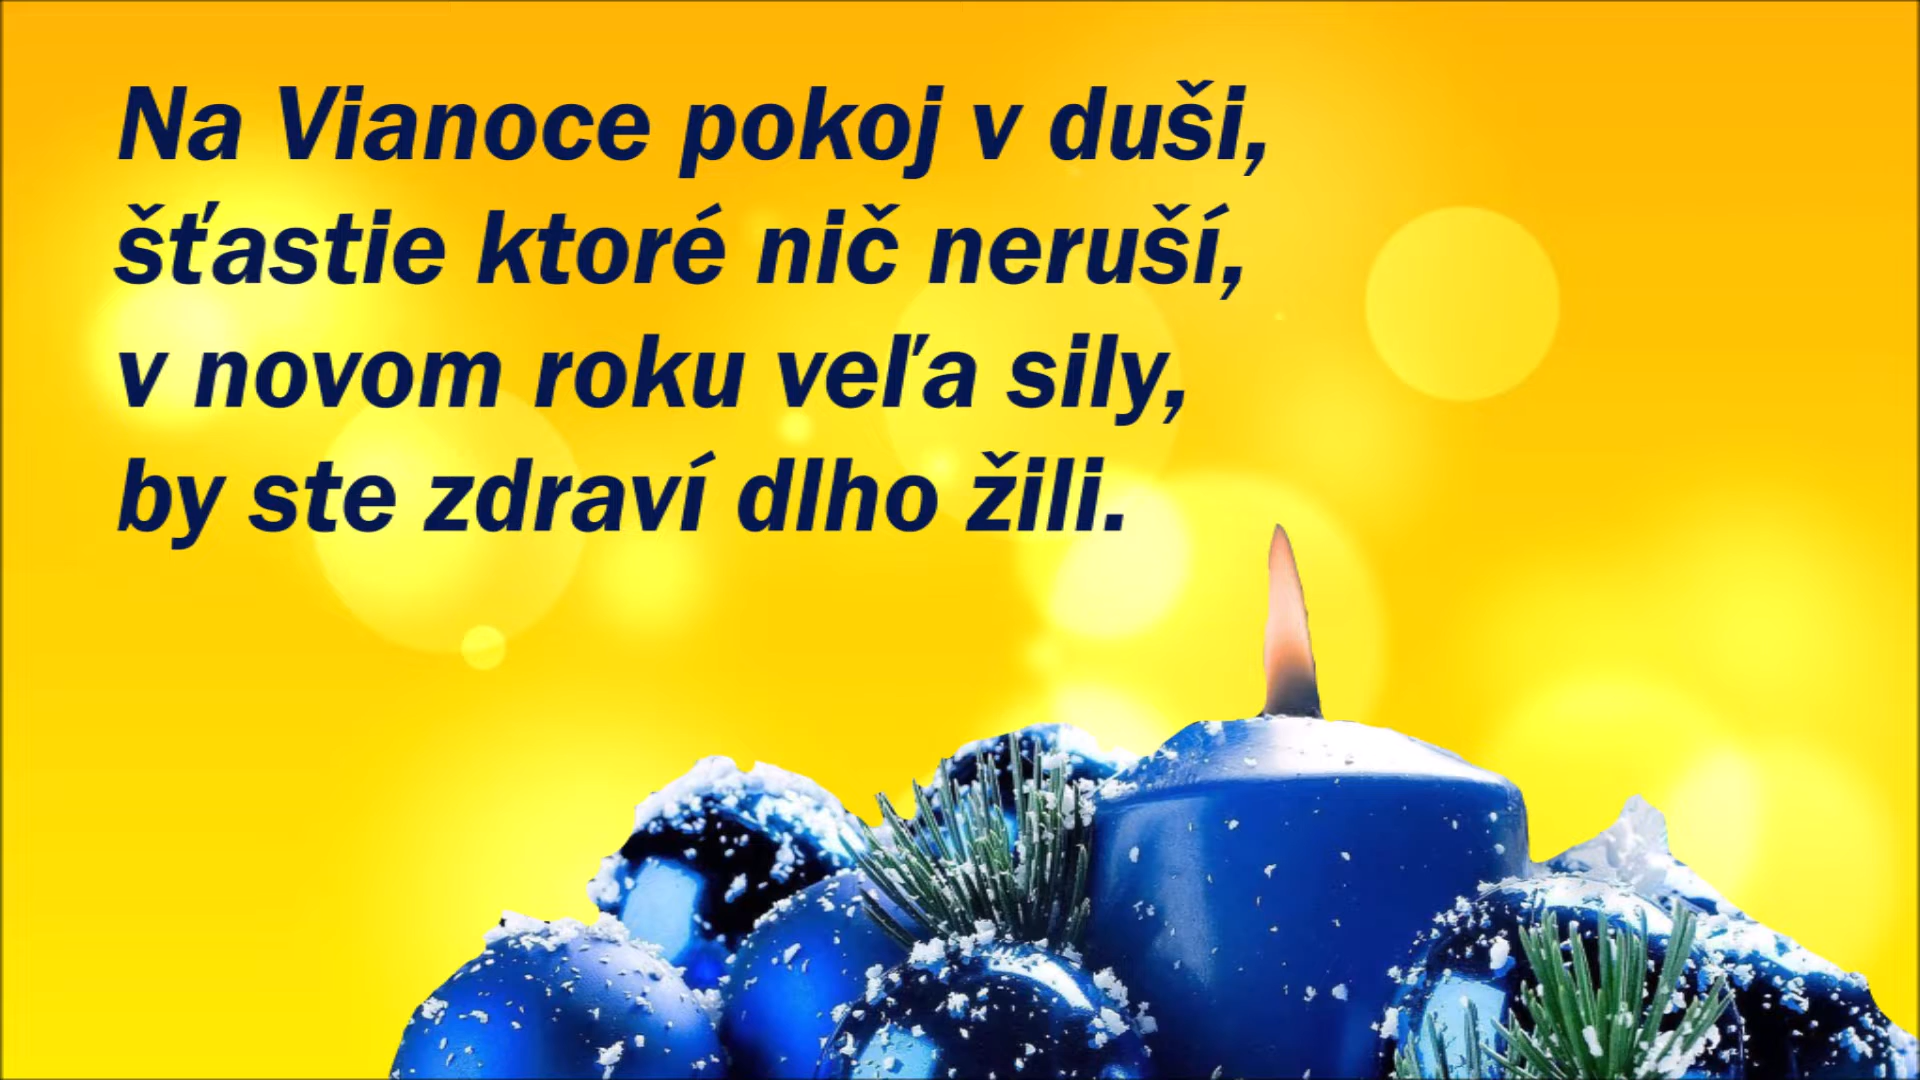 Na Vianoce pokoj v duši,
šťastie ktoré nič neruší,
v novom roku veľa sily,
by ste zdraví dlho žili.